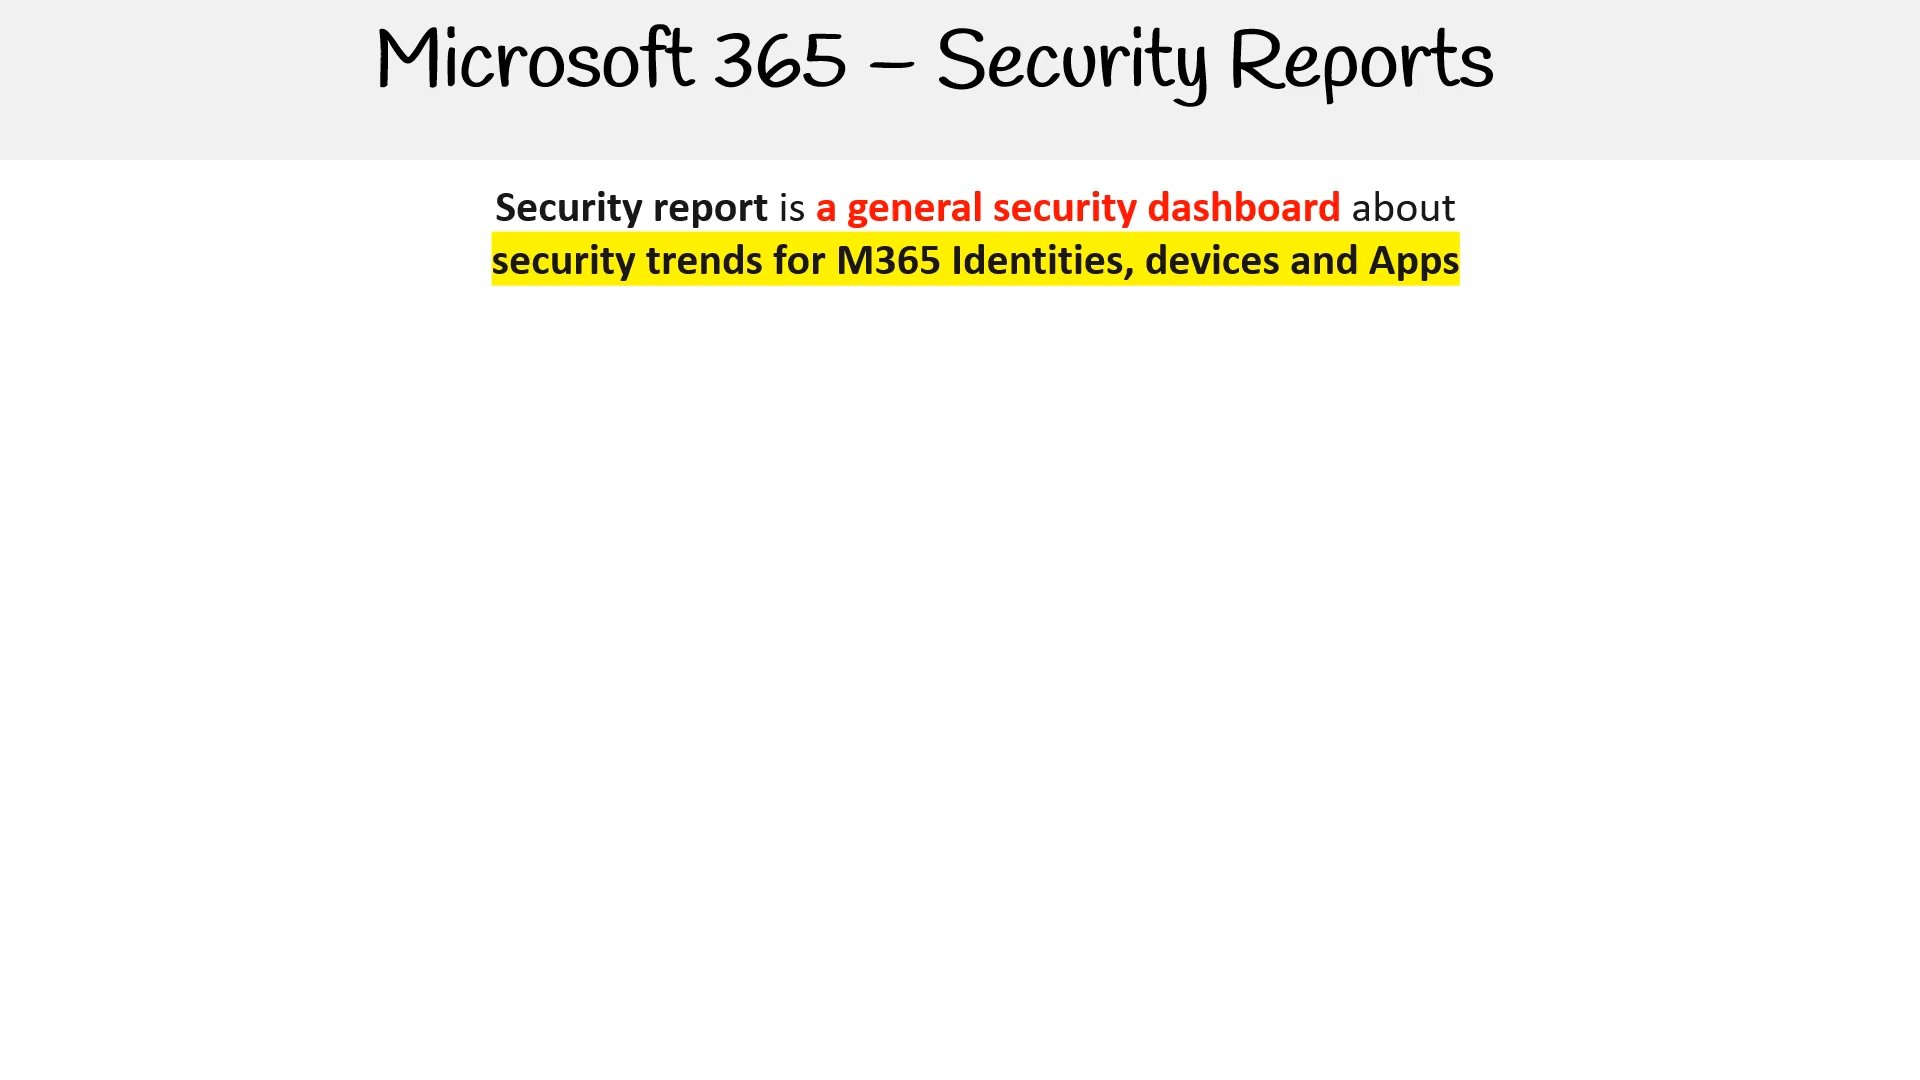 Microsoft 365 – Security Reports
Security report is a general security dashboard about
security trends for M365 Identities, devices and Apps